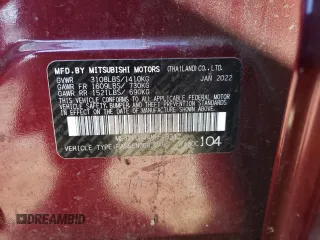 MFD.BY MITSUBISHI MOTORS (THAILAND)CO.,LTD.
GVWR 3108LBS/1410KG JAN 2022
GAWR FR 1609LBS/ 730KG
GAWR RR 1521LBS/ 690KG
THIS VEHICLE CONFORMS TO ALL APPLICABLE
FEDERAL MOTOR VEHICLE SAFETY, BUMPER,
AND THEFT PREVENTION STANDARDS IN
EFFECT ON THE DATE OF MANUFACTURE
SHOWN ABOVE.
VEHICLE TYPE:PASSENGER 104
DREAMBID